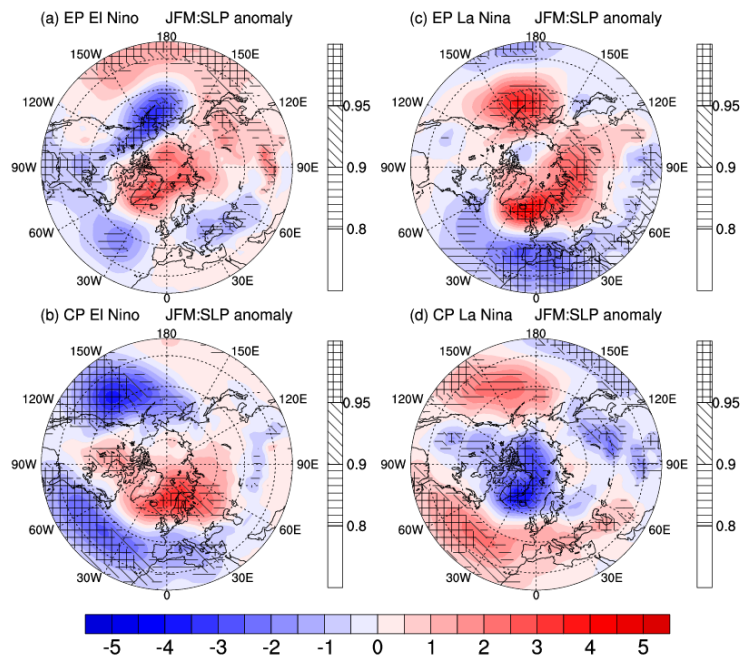 (a) EP El Nino JFM:SLP anomaly
180
150W 150E
120W 120E
90W 90E
60W 60E
30W 30E
0
0.95
0.9
0.8
(c) EP La Nina JFM:SLP anomaly
180
150W 150E
120W 120E
90W 90E
60W 60E
30W 30E
0
0.95
0.9
0.8
(b) CP El Nino JFM:SLP anomaly
180
150W 150E
120W 120E
90W 90E
60W 60E
30W 30E
0
0.95
0.9
0.8
(d) CP La Nina JFM:SLP anomaly
180
150W 150E
120W 120E
90W 90E
60W 60E
30W 30E
0
0.95
0.9
0.8
-5 -4 -3 -2 -1 0 1 2 3 4 5